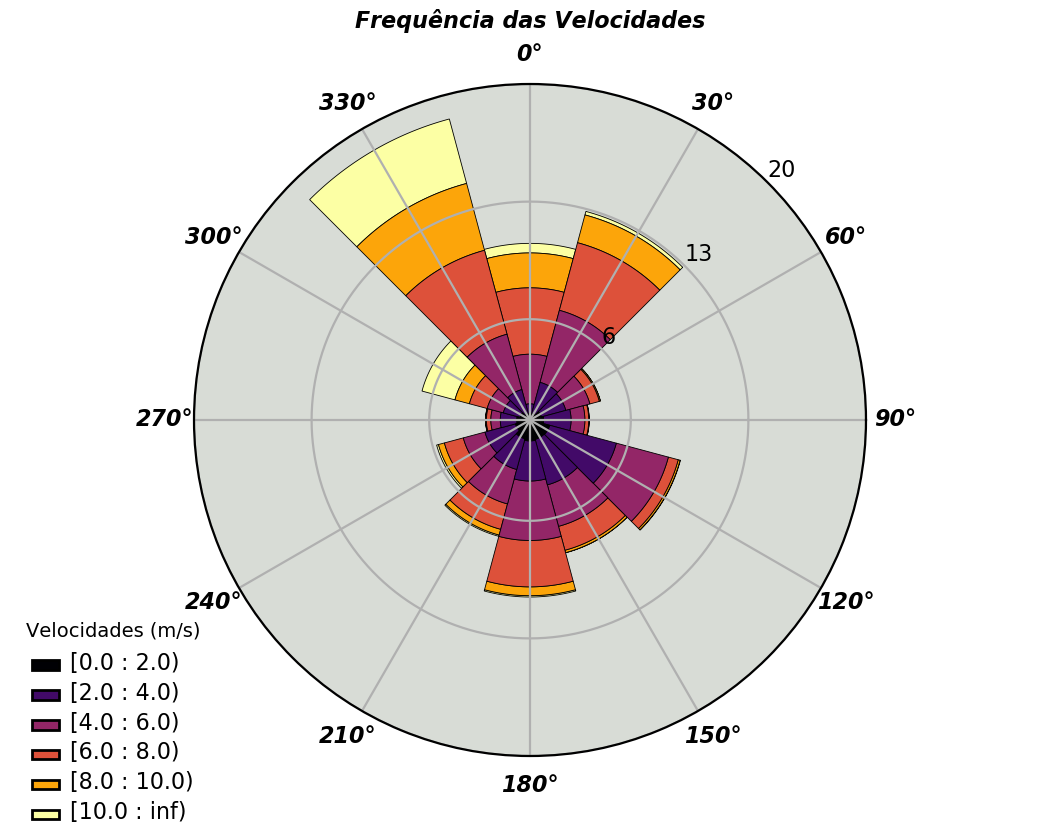 Frequência das Velocidades
0°
330°
30°
20
300°
60°
13
6
270°
90°
240°
120°
210°
150°
180°
Velocidades (m/s)
[0.0 : 2.0)
[2.0 : 4.0)
[4.0 : 6.0)
[6.0 : 8.0)
[8.0 : 10.0)
[10.0 : inf)